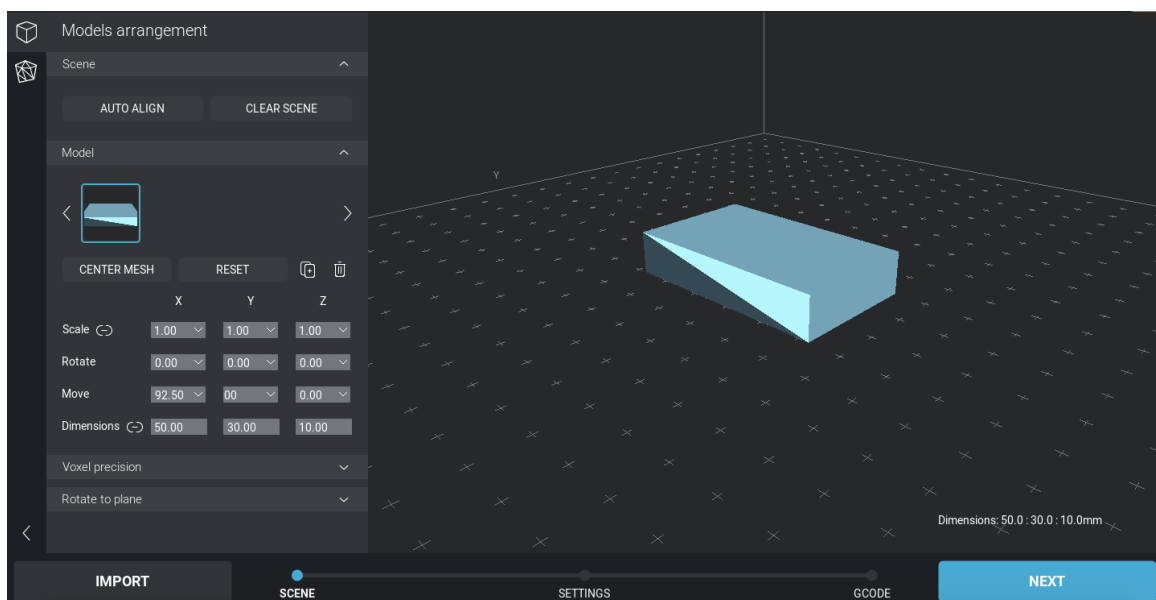 Models arrangement
Scene
AUTO ALIGN CLEAR SCENE
Model
CENTER MESH RESET
X Y Z
Scale 1.00 1.00 1.00
Rotate 0.00 0.00 0.00
Move 92.50 00 0.00
Dimensions 50.00 30.00 10.00
Voxel precision
Rotate to plane
Y
Dimensions: 50.0 : 30.0 : 10.0mm
IMPORT
SCENE SETTINGS GCODE
NEXT